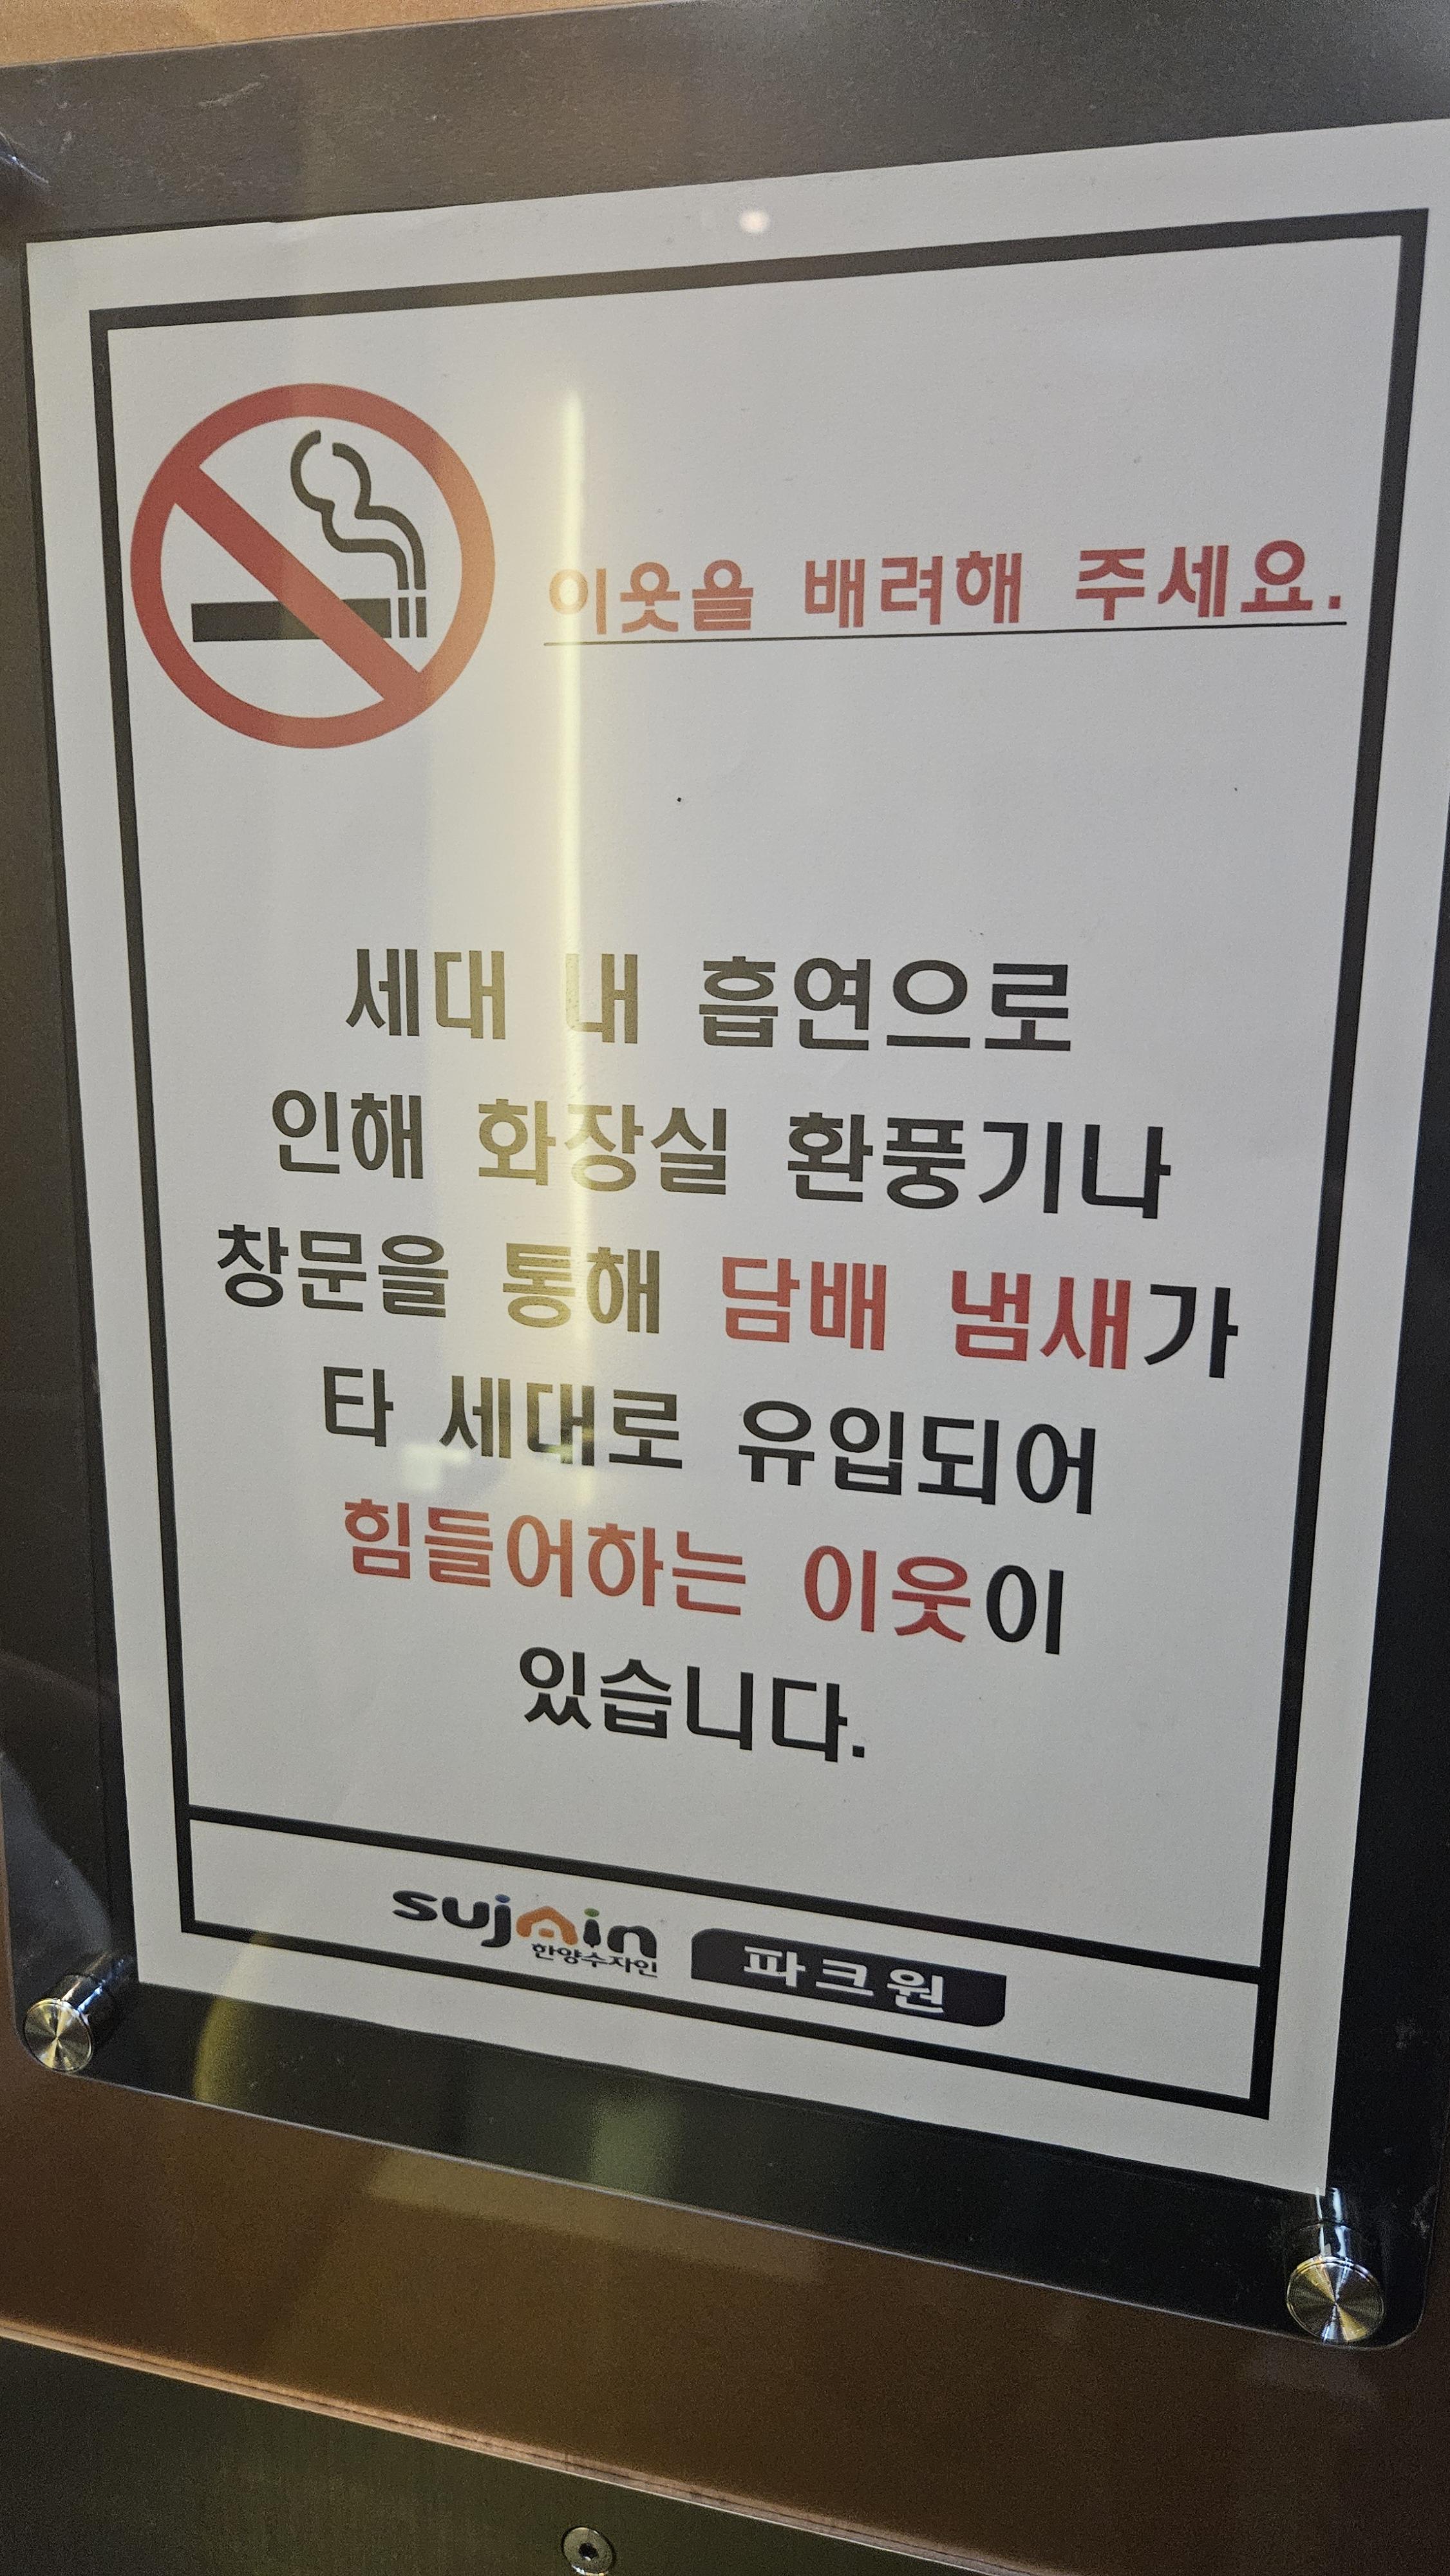 이웃을 배려해 주세요.
세대 내 흡연으로
인해 화장실 환풍기나
창문을 통해 담배 냄새가
타 세대로 유입되어
힘들어하는 이웃이
있습니다.
sujain 파크원
한양수자인